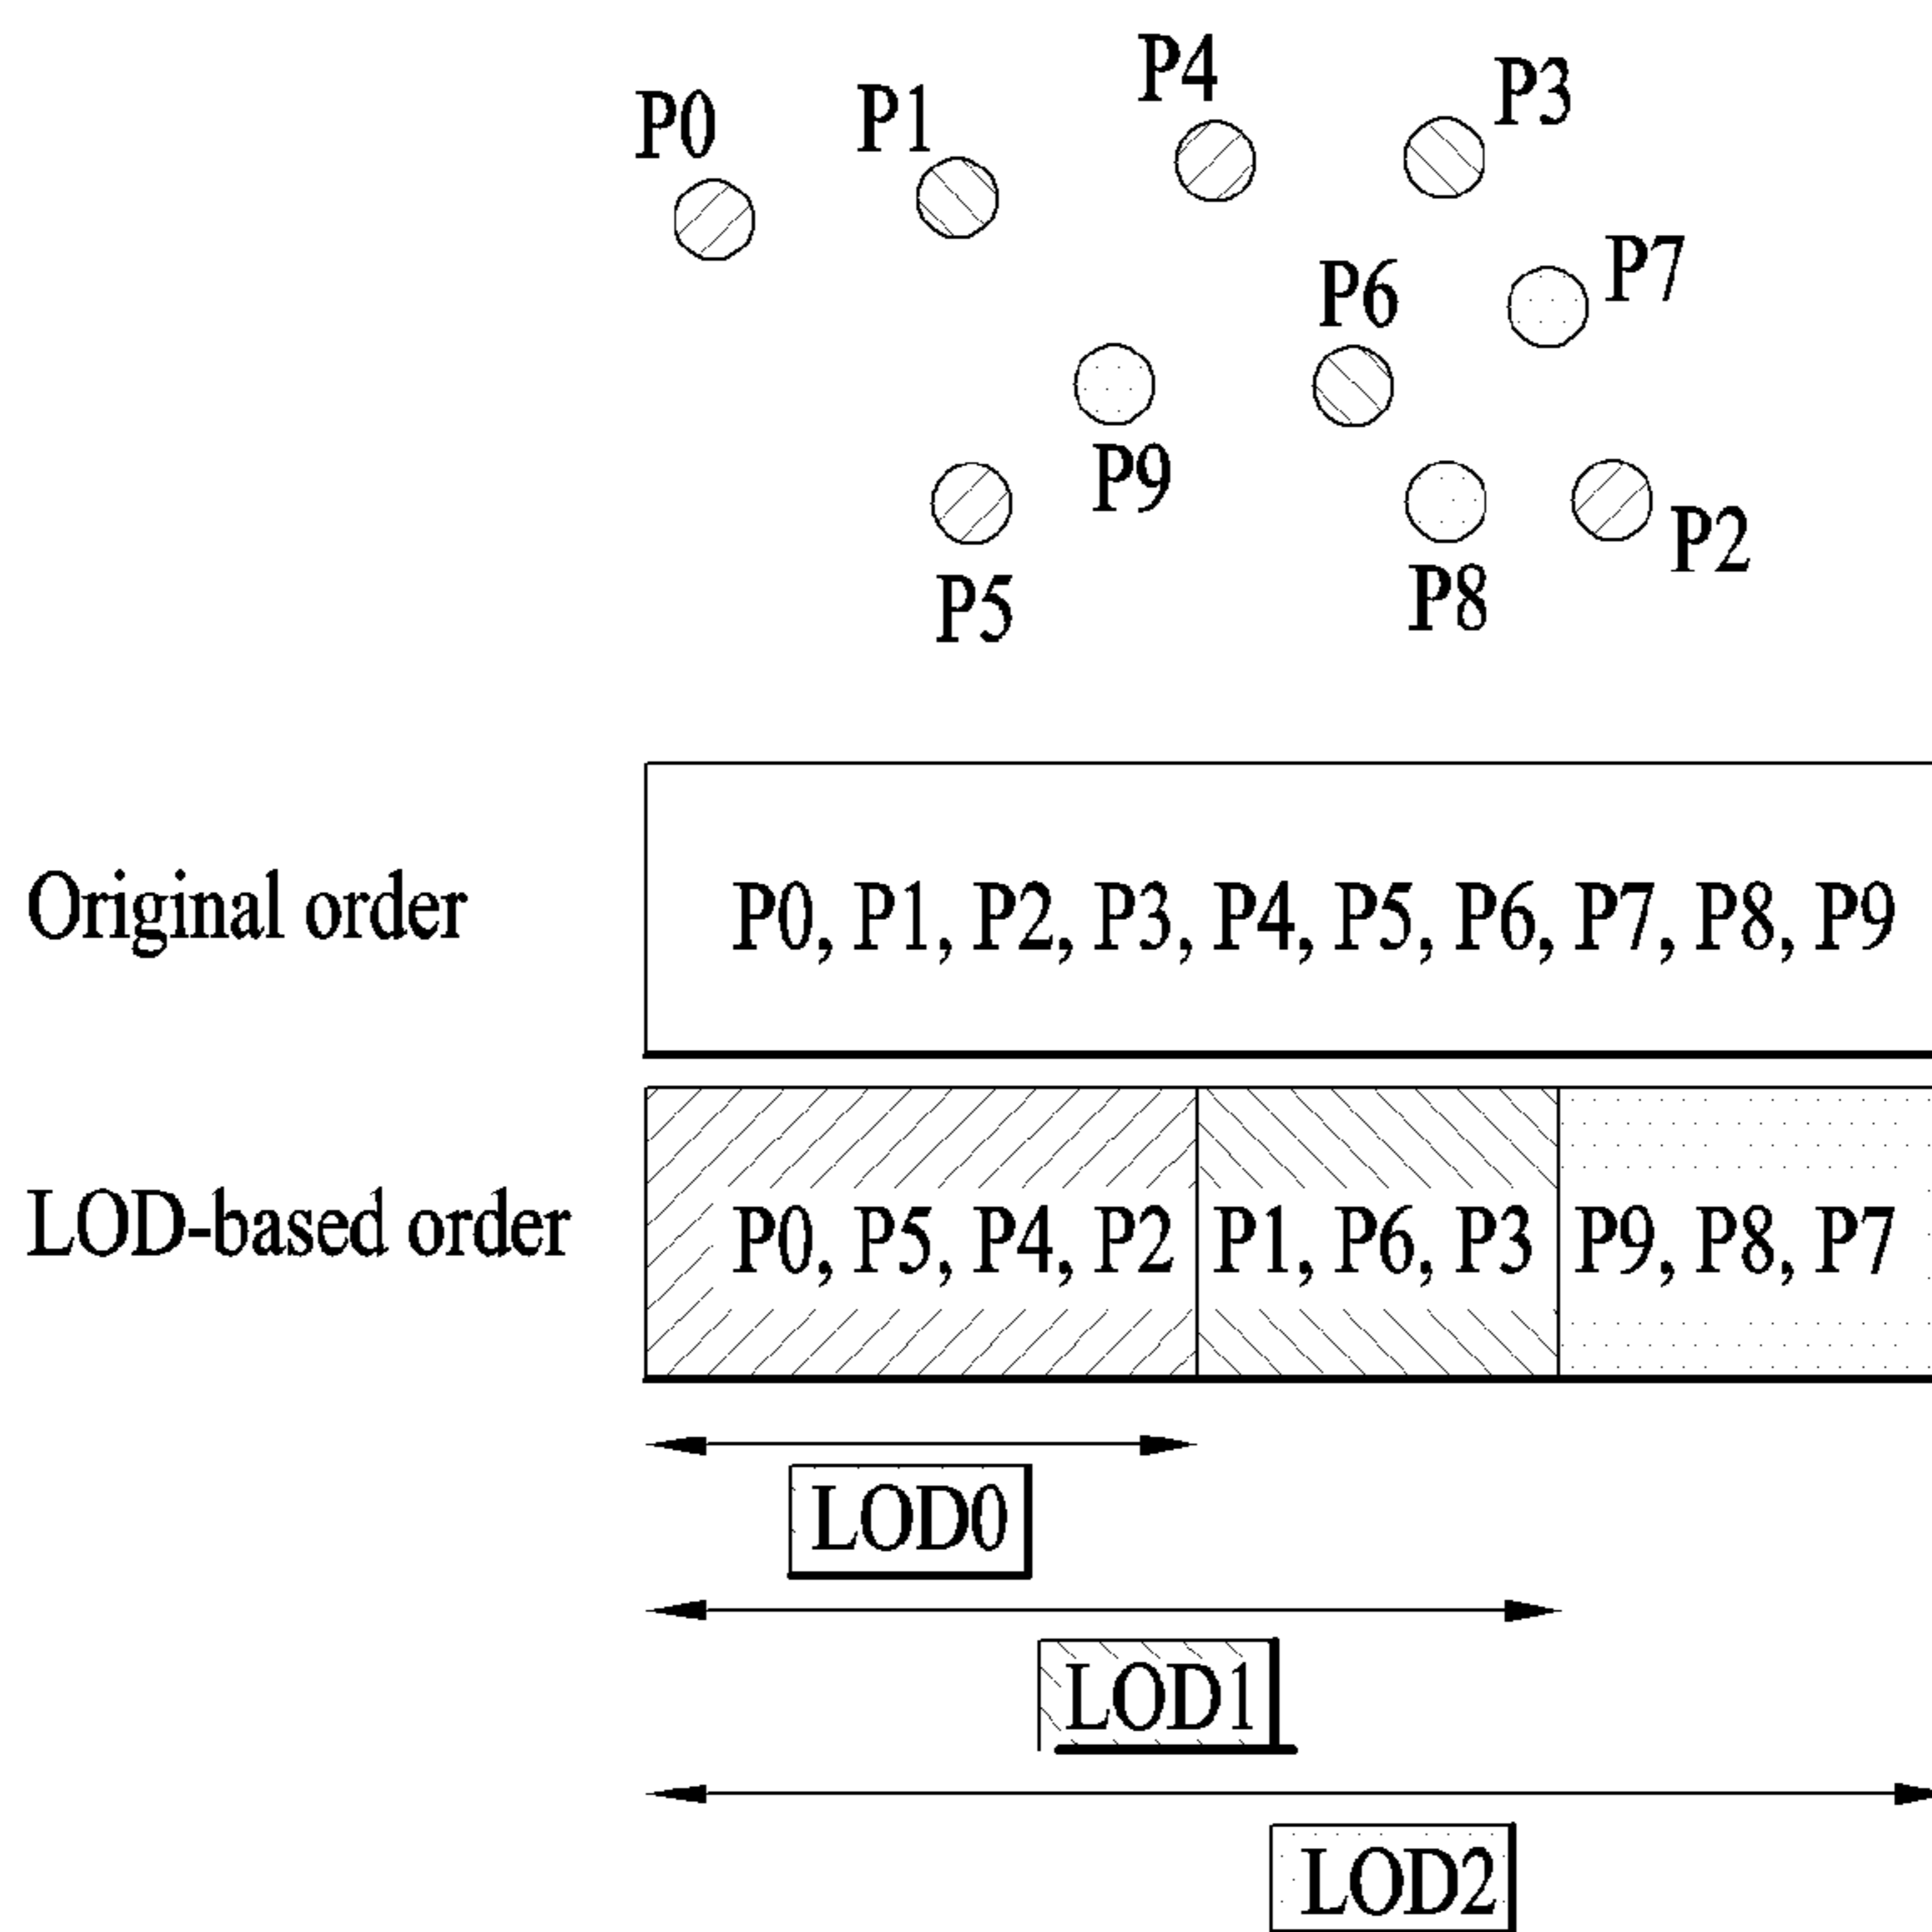 P4
P3
P0
P1
P7
P6
P9
P2
P8
P5
Original order
P0, P1, P2, P3, P4, P5, P6, P7, P8, P9
LOD-based order
P0, P5, P4, P2
P1, P6, P3
P9, P8, P7
LOD0
LOD1
LOD2